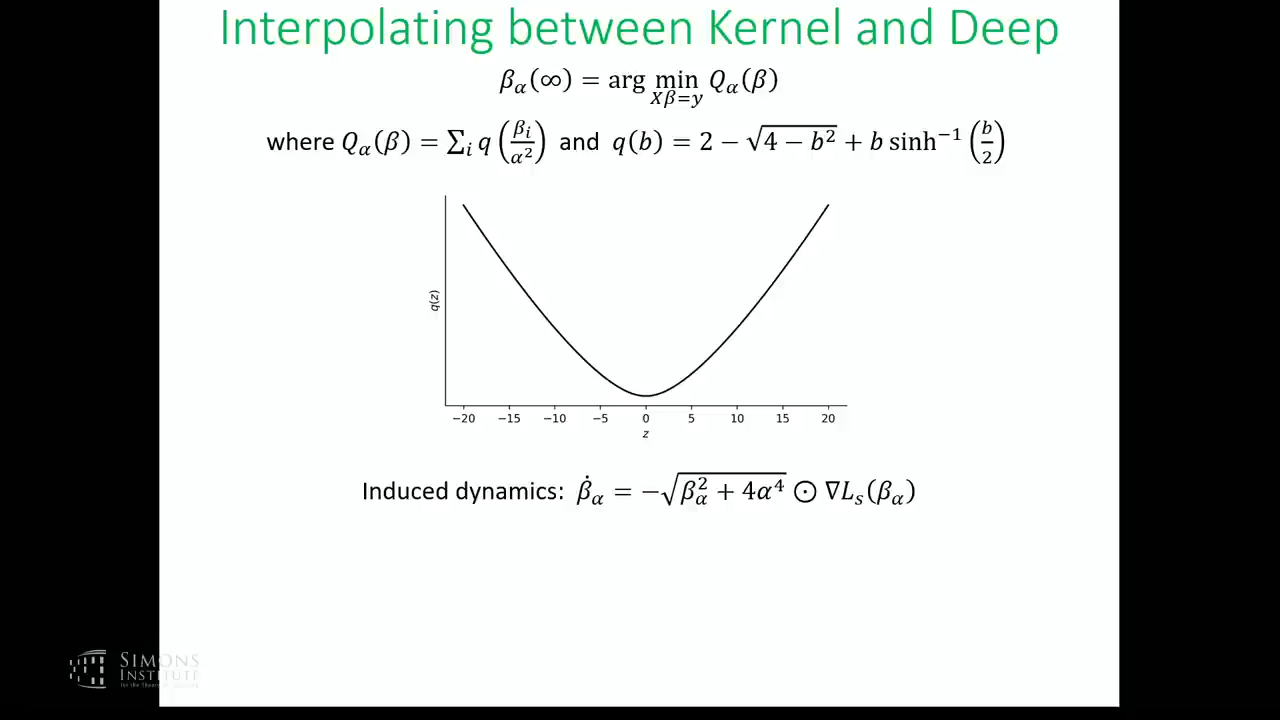 Interpolating between Kernel and Deep
β_α(∞) = arg min_{Xβ=y} Q_α(β)
where Q_α(β) = ∑_i q(β_i/α²) and q(b) = 2 − √(4 − b²) + b sinh⁻¹(b/2)
q(z)
−20 −15 −10 −5 0 5 10 15 20
z
Induced dynamics: β̇_α = −√(β_α² + 4α⁴) ⊙ ∇L_s(β_α)
SIMONS
INSTITUTE